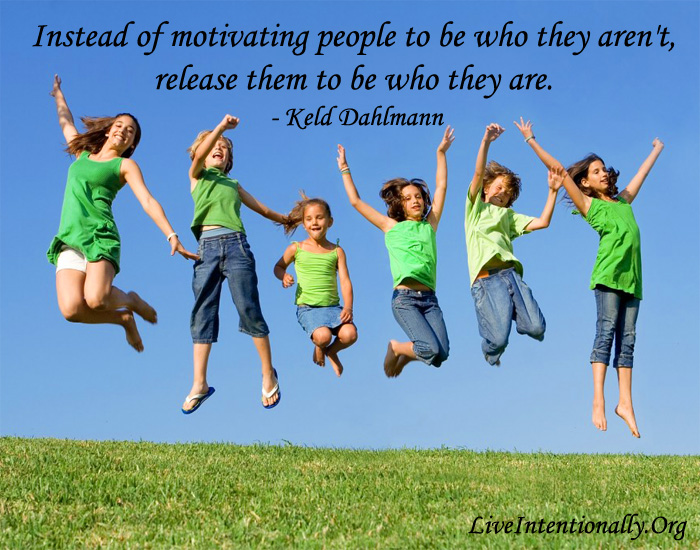 Instead of motivating people to be who they aren't,
release them to be who they are.
- Keld Dahlmann
LiveIntentionally.Org